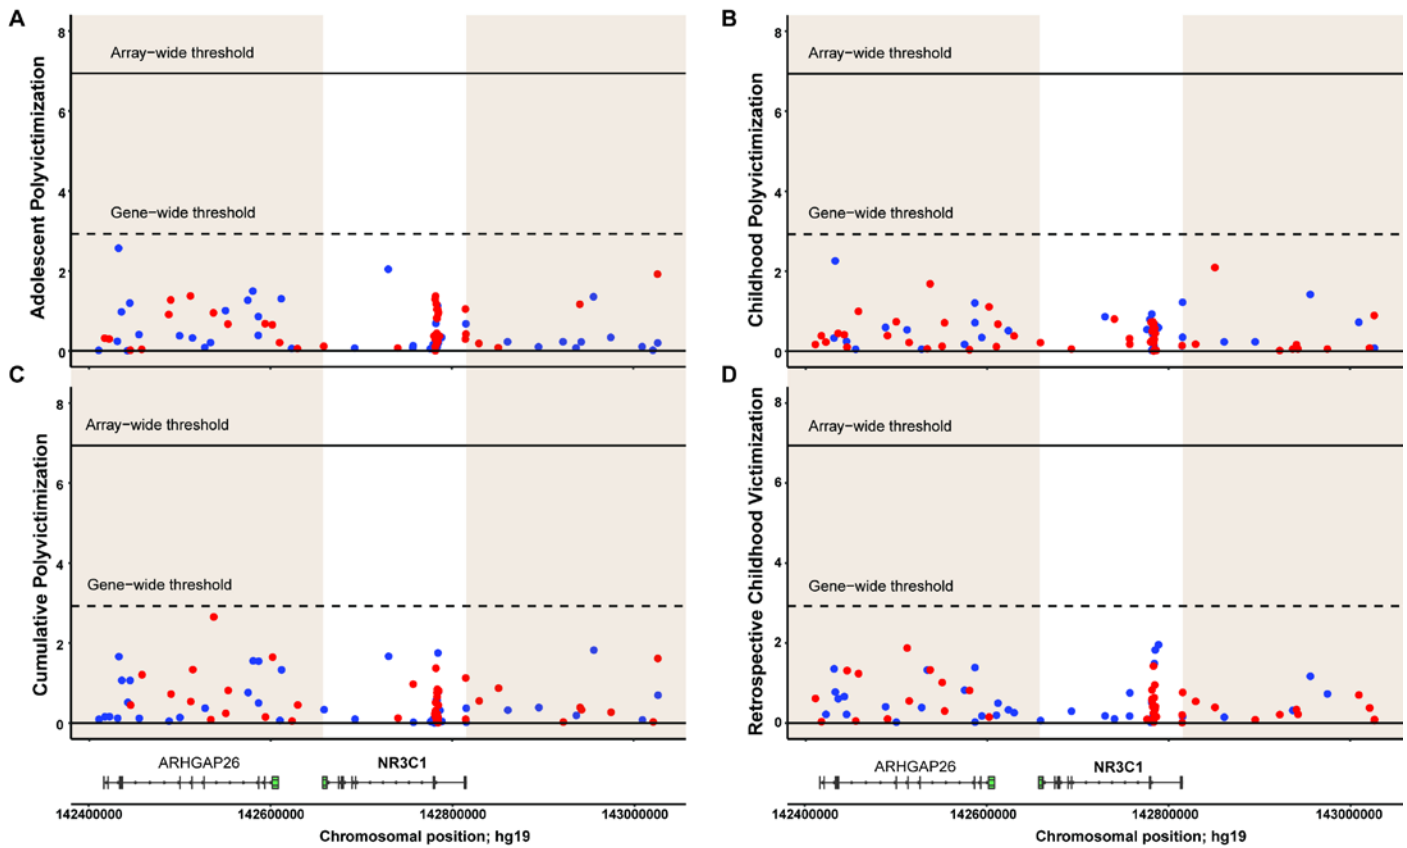 A
Adolescent Polyvictimization
8
6
4
2
0
Array−wide threshold
Gene−wide threshold
B
Childhood Polyvictimization
8
6
4
2
0
Array−wide threshold
Gene−wide threshold
C
Cumulative Polyvictimization
8
6
4
2
0
Array−wide threshold
Gene−wide threshold
ARHGAP26
NR3C1
142400000 142600000 142800000 143000000
Chromosomal position; hg19
D
Retrospective Childhood Victimization
8
6
4
2
0
Array−wide threshold
Gene−wide threshold
ARHGAP26
NR3C1
142400000 142600000 142800000 143000000
Chromosomal position; hg19